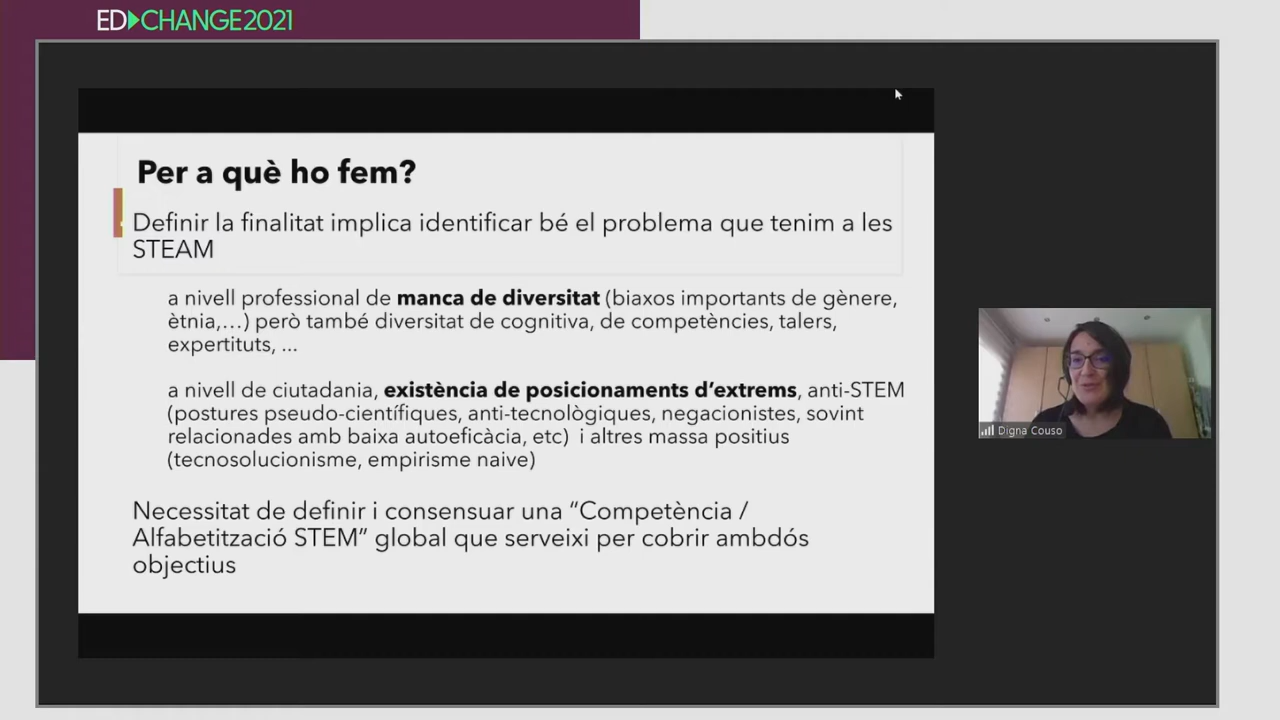 ED▶CHANGE2021
Per a què ho fem?
Definir la finalitat implica identificar bé el problema que tenim a les
STEAM
a nivell professional de manca de diversitat (biaxos importants de gènere,
ètnia,...) però també diversitat de cognitiva, de competències, talers,
expertituts, ...
a nivell de ciutadania, existència de posicionaments d'extrems, anti-STEM
(postures pseudo-científiques, anti-tecnològiques, negacionistes, sovint
relacionades amb baixa autoeficàcia, etc) i altres massa positius
(tecnosolucionisme, empirisme naive)
Necessitat de definir i consensuar una "Competència /
Alfabetització STEM" global que serveixi per cobrir ambdós
objectius
Digna Couso